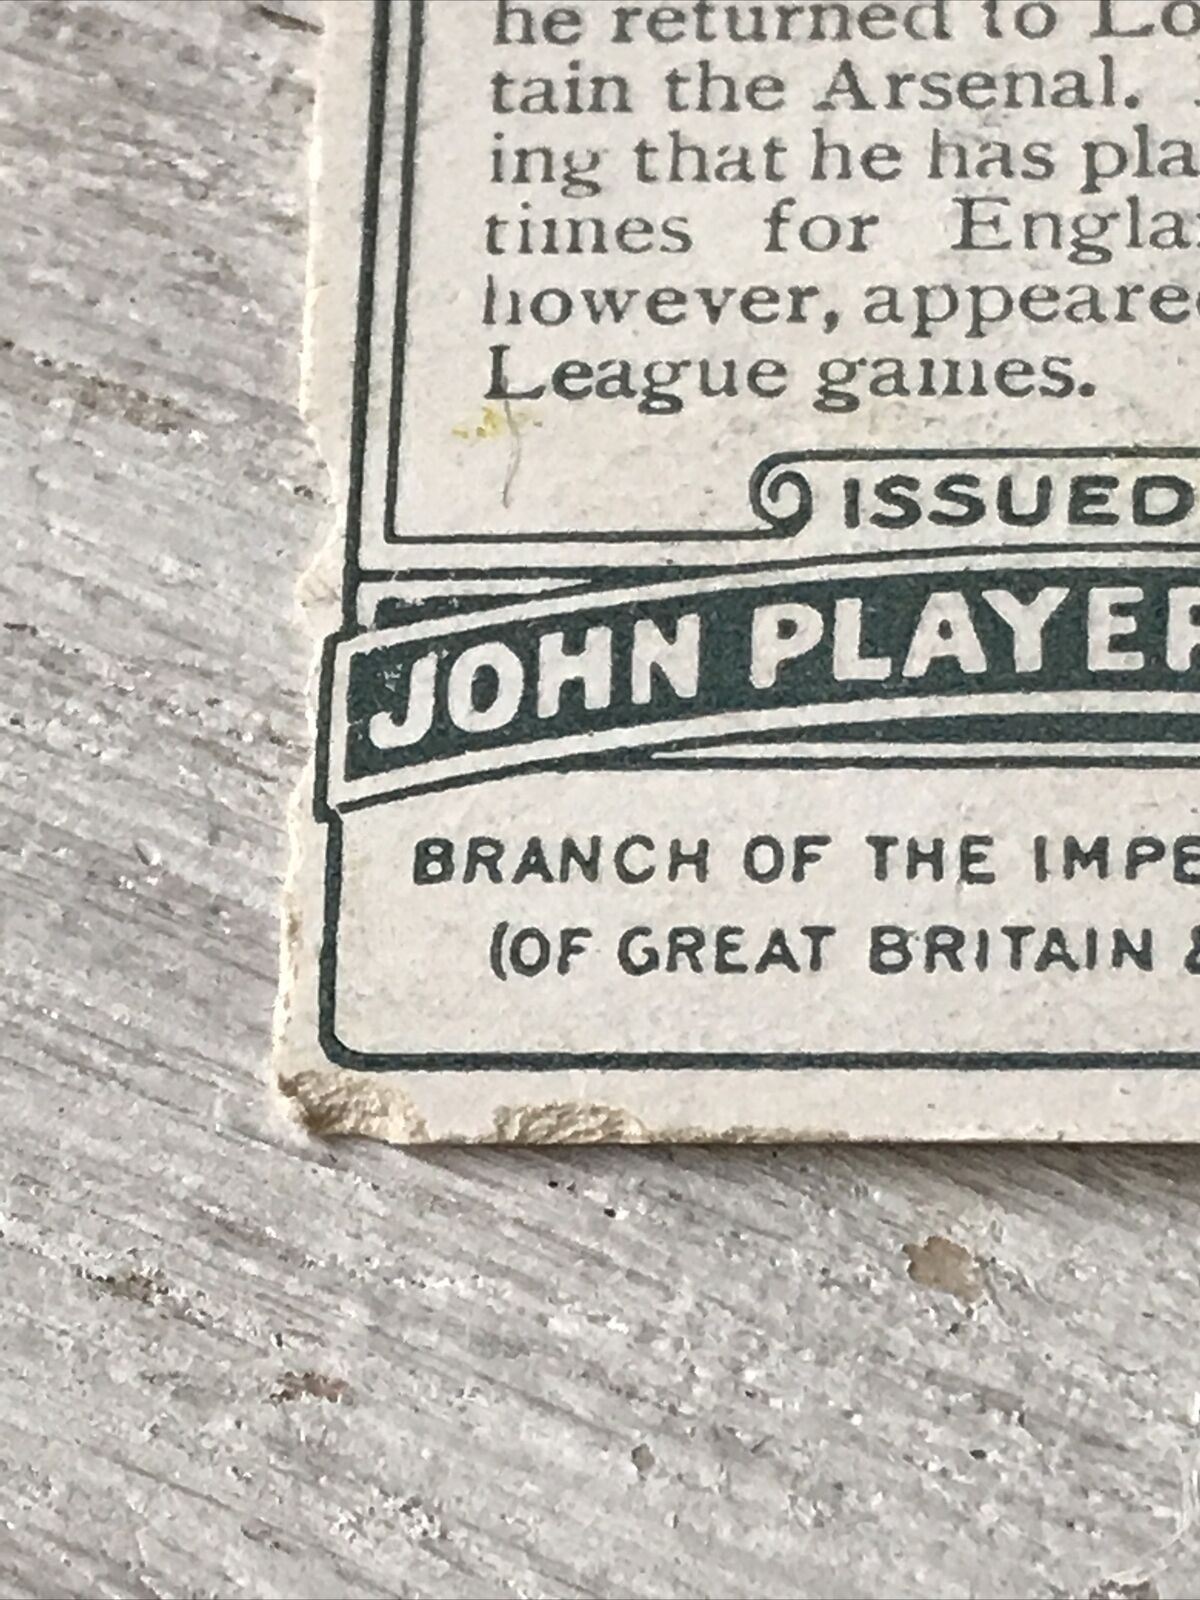 he returned to Lo
tain the Arsenal.
ing that he has pla
times for Engla
however, appeare
League games.
ISSUED
JOHN PLAYER
BRANCH OF THE IMPE
(OF GREAT BRITAIN &